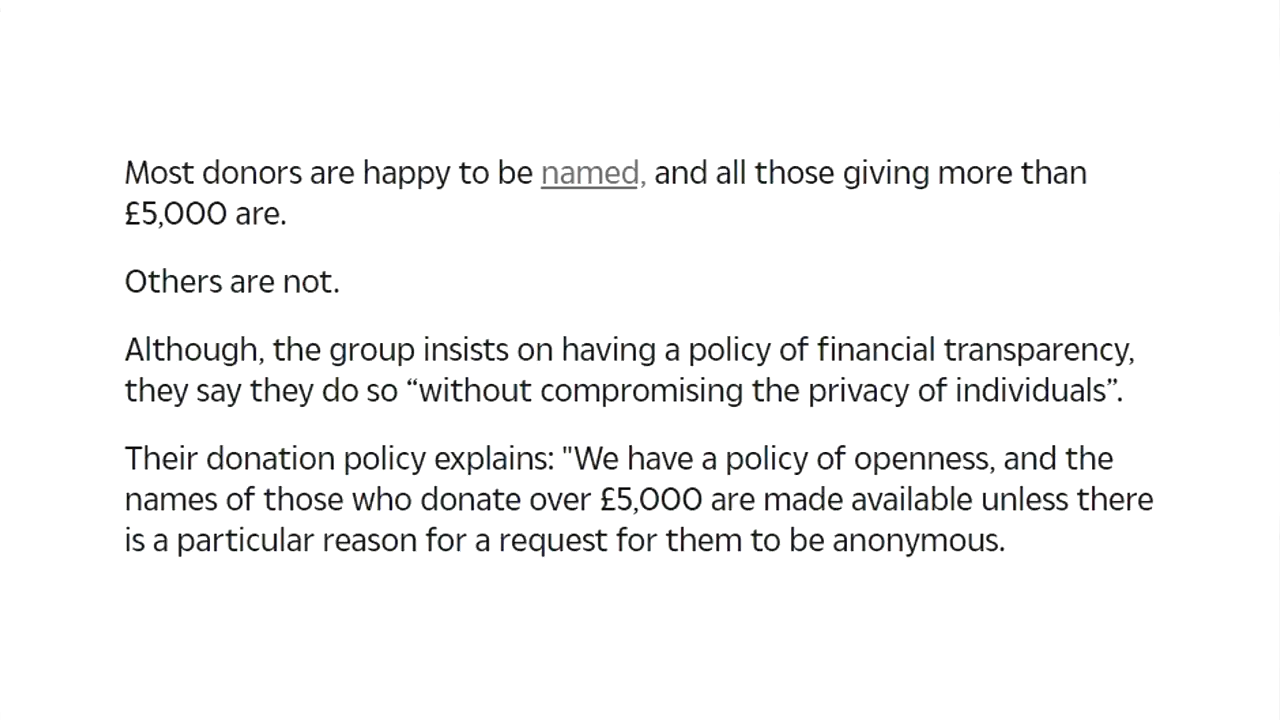 Most donors are happy to be named, and all those giving more than
£5,000 are.
Others are not.
Although, the group insists on having a policy of financial transparency,
they say they do so “without compromising the privacy of individuals”.
Their donation policy explains: "We have a policy of openness, and the
names of those who donate over £5,000 are made available unless there
is a particular reason for a request for them to be anonymous.